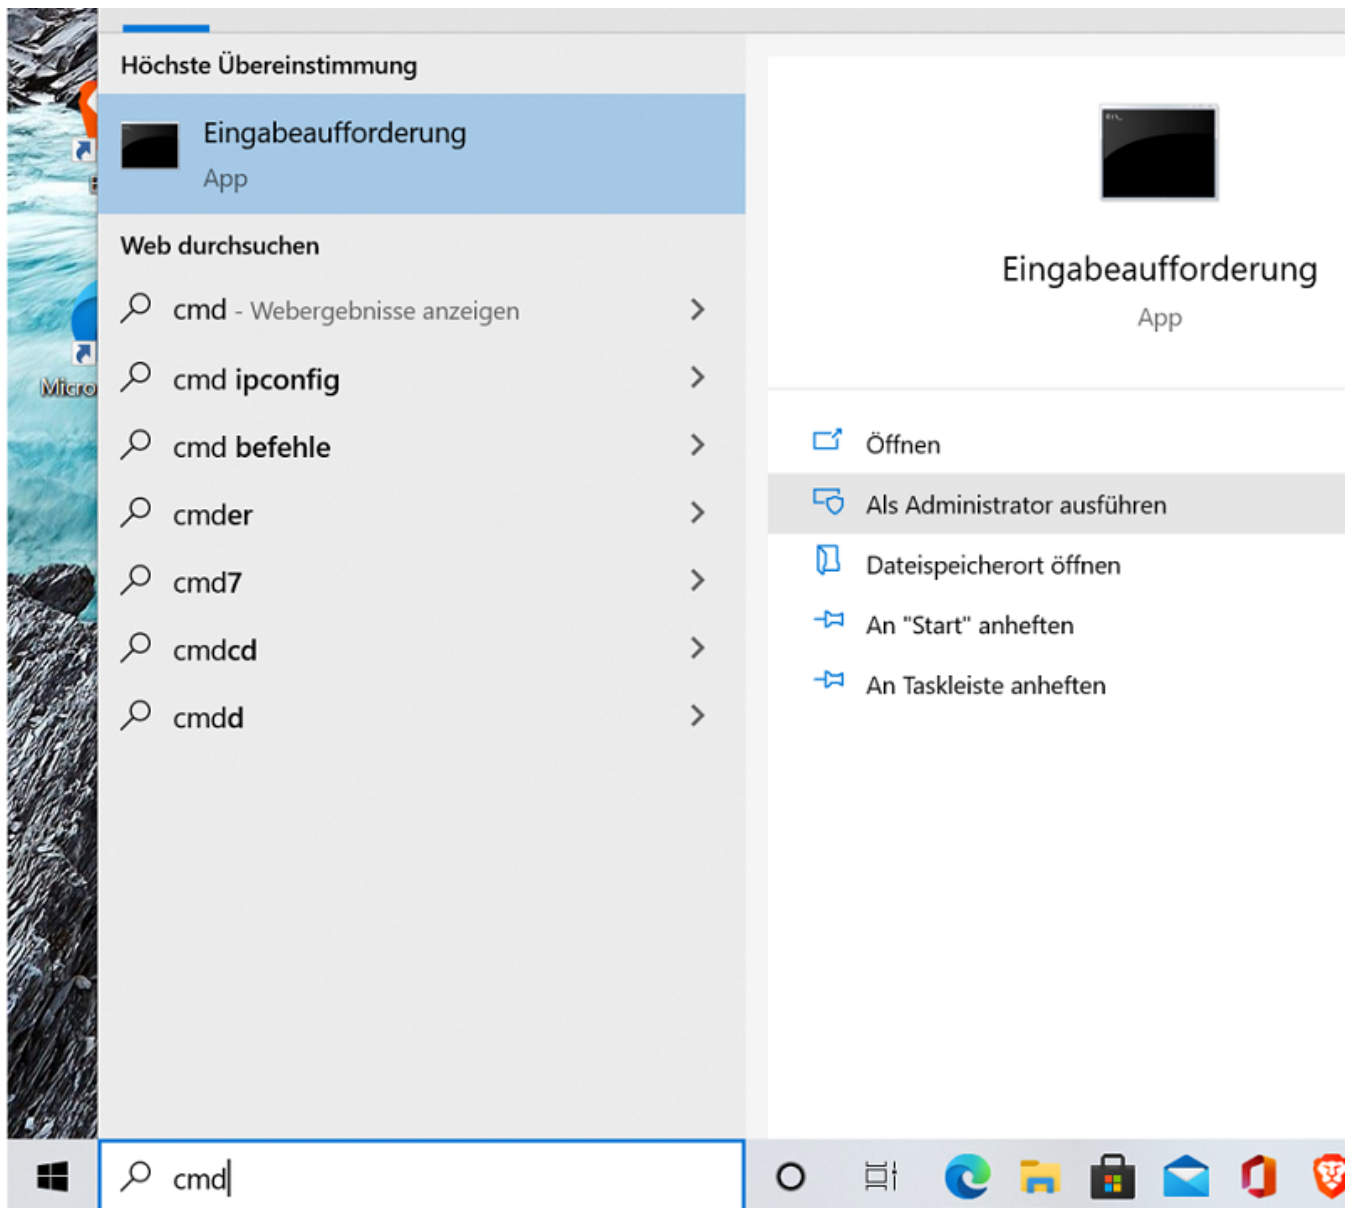 Höchste Übereinstimmung
Eingabeaufforderung
App
Web durchsuchen
cmd - Webergebnisse anzeigen
cmd ipconfig
cmd befehle
cmder
cmd7
cmdcd
cmdd
Eingabeaufforderung
App
Öffnen
Als Administrator ausführen
Dateispeicherort öffnen
An "Start" anheften
An Taskleiste anheften
Micro
cmd